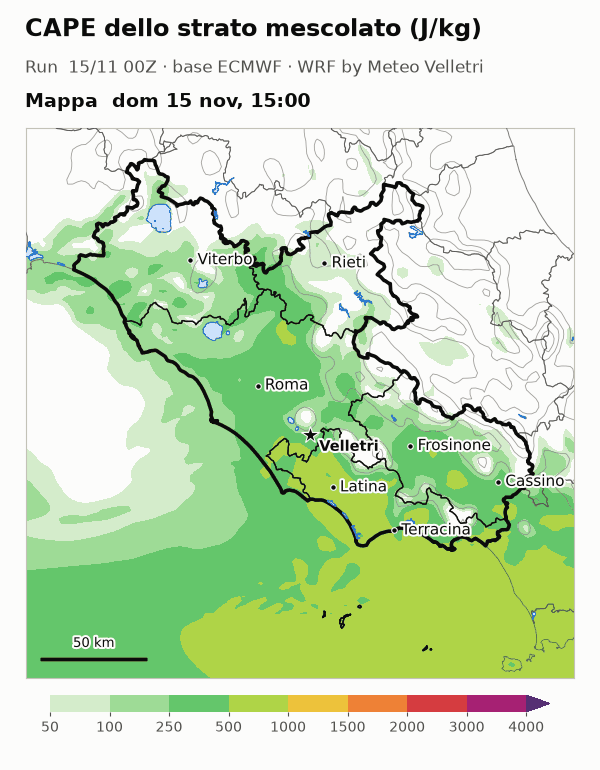 CAPE dello strato mescolato (J/kg)
Run  15/11 00Z · base ECMWF · WRF by Meteo Velletri
Mappa  dom 15 nov, 15:00
Viterbo
Rieti
Roma
Velletri
Frosinone
Latina
Cassino
Terracina
50 km
50 100 250 500 1000 1500 2000 3000 4000